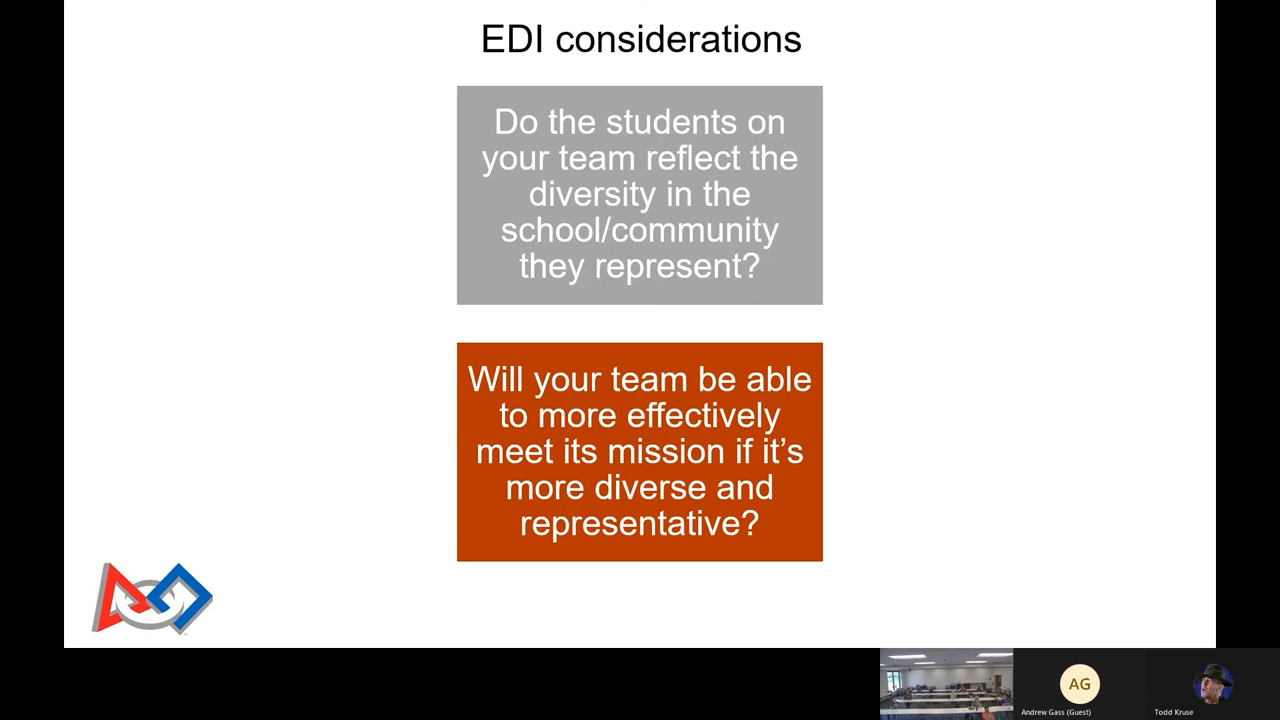 EDI considerations
Do the students on
your team reflect the
diversity in the
school/community
they represent?
Will your team be able
to more effectively
meet its mission if it's
more diverse and
representative?
AG
Andrew Gass (Guest)
Todd Kruse